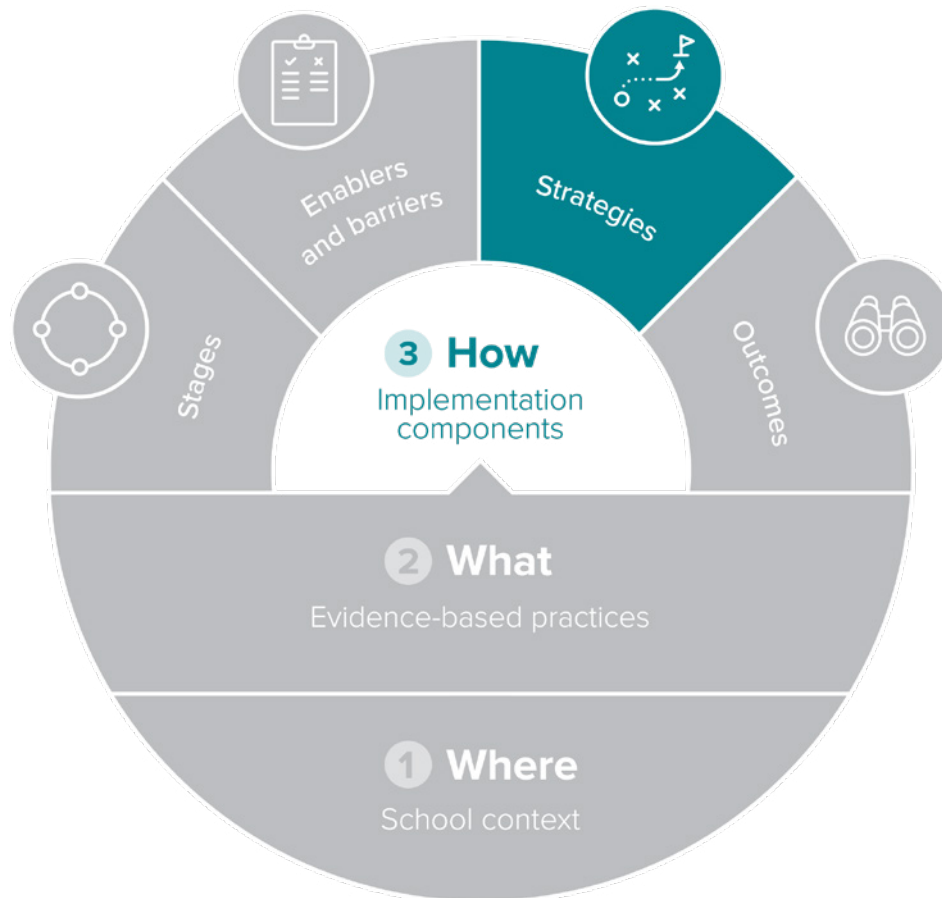 Stages
Enablers
and barriers
Strategies
Outcomes
3 How
Implementation
components
2 What
Evidence-based practices
1 Where
School context